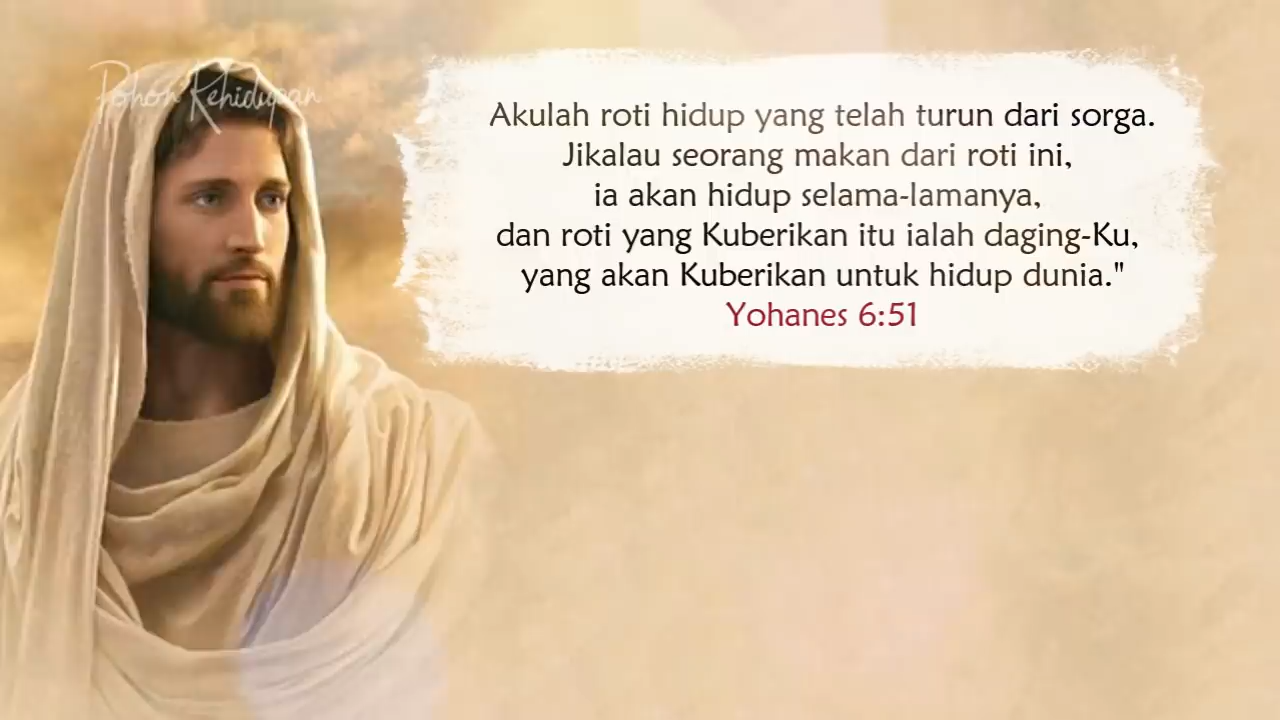 Pohon Kehidupan
Akulah roti hidup yang telah turun dari sorga.
Jikalau seorang makan dari roti ini,
ia akan hidup selama-lamanya,
dan roti yang Kuberikan itu ialah daging-Ku,
yang akan Kuberikan untuk hidup dunia."
Yohanes 6:51